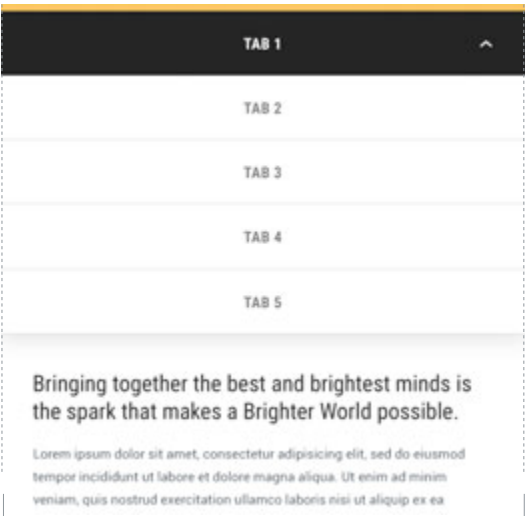 TAB 1
TAB 2
TAB 3
TAB 4
TAB 5
Bringing together the best and brightest minds is
the spark that makes a Brighter World possible.
Lorem ipsum dolor sit amet, consectetur adipisicing elit, sed do eiusmod
tempor incididunt ut labore et dolore magna aliqua. Ut enim ad minim
veniam, quis nostrud exercitation ullamco laboris nisi ut aliquip ex ea